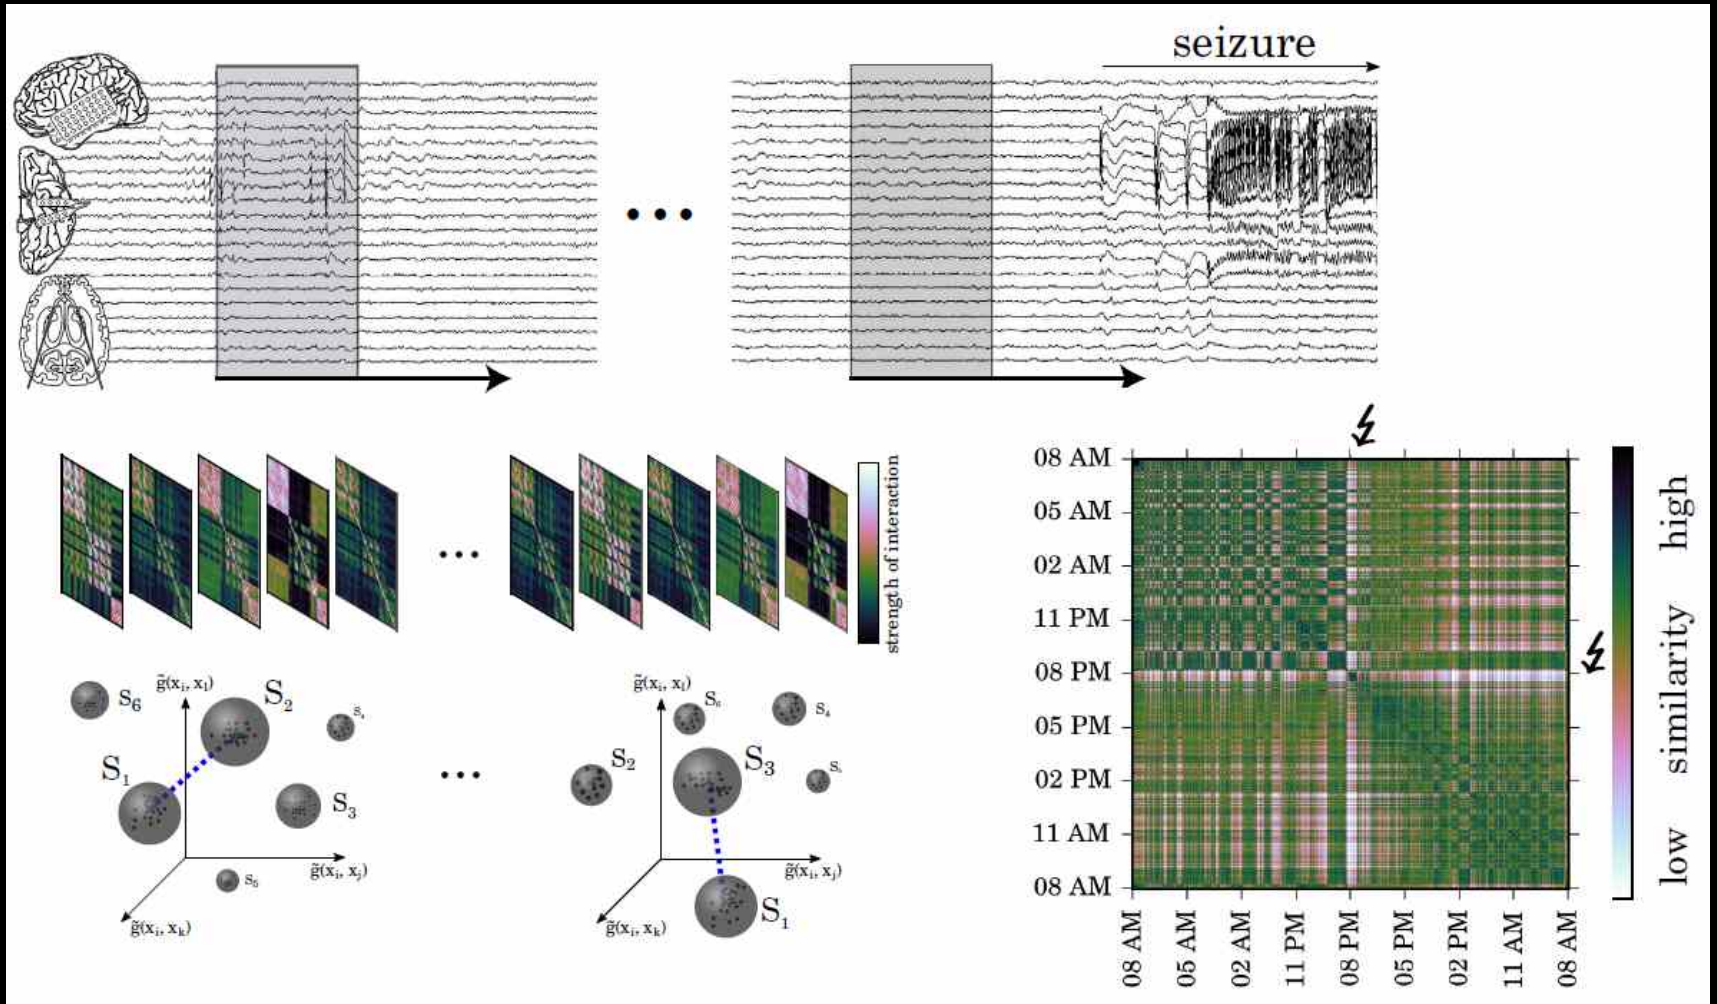 seizure
strength of interaction
g̃(xᵢ, xₗ)
S₆
S₂
S₄
S₁
S₃
g̃(xᵢ, xⱼ)
S₅
g̃(xᵢ, xₖ)
g̃(xᵢ, xₗ)
S₄
S₂
S₃
g̃(xᵢ, xⱼ)
S₁
g̃(xᵢ, xₖ)
08 AM
05 AM
02 AM
11 PM
08 PM
05 PM
02 PM
11 AM
08 AM
08 AM
05 AM
02 AM
11 PM
08 PM
05 PM
02 PM
11 AM
08 AM
low similarity high